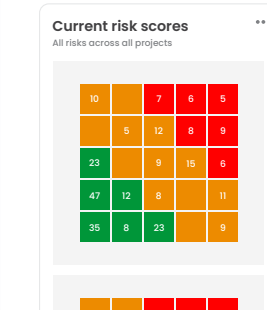 Current risk scores
All risks across all projects
10 7 6 5
5 12 8 9
23 9 15 6
47 12 8 11
35 8 23 9